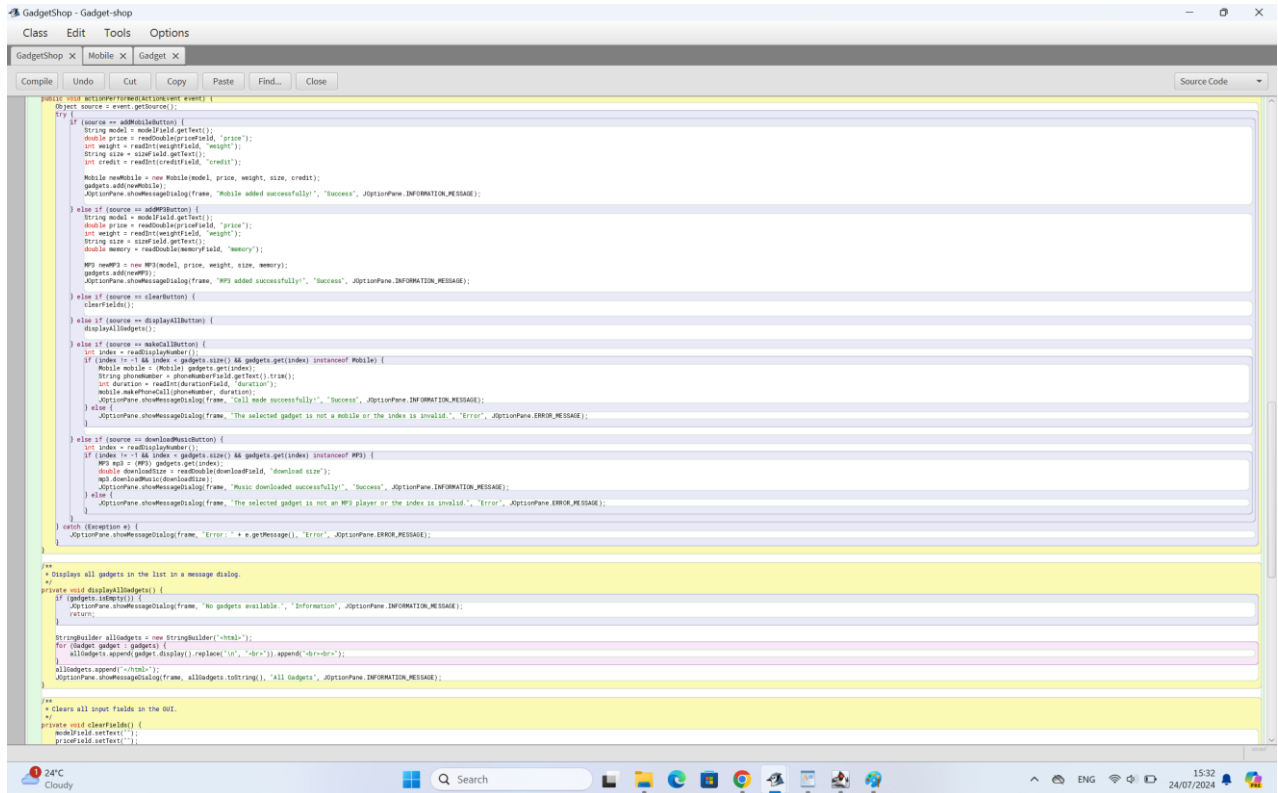 GadgetShop - Gadget-shop
Class Edit Tools Options
GadgetShop X Mobile X Gadget X
Compile Undo Cut Copy Paste Find... Close Source Code
public void actionPerformed(ActionEvent event) {
Object source = event.getSource();
try {
if (source == addMobileButton) {
String model = modelField.getText();
double price = readDouble(priceField, "price");
int weight = readInt(weightField, "weight");
String size = sizeField.getText();
int credit = readInt(creditField, "credit");
Mobile newMobile = new Mobile(model, price, weight, size, credit);
gadgets.add(newMobile);
JOptionPane.showMessageDialog(frame, "Mobile added successfully!", "Success", JOptionPane.INFORMATION_MESSAGE);
} else if (source == addMP3Button) {
String model = modelField.getText();
double price = readDouble(priceField, "price");
int weight = readInt(weightField, "weight");
String size = sizeField.getText();
double memory = readDouble(memoryField, "memory");
MP3 newMP3 = new MP3(model, price, weight, size, memory);
gadgets.add(newMP3);
JOptionPane.showMessageDialog(frame, "MP3 added successfully!", "Success", JOptionPane.INFORMATION_MESSAGE);
} else if (source == clearButton) {
clearFields();
} else if (source == displayAllButton) {
displayAllGadgets();
} else if (source == makeCallButton) {
int index = readDisplayNumber();
if (index != -1 && index < gadgets.size() && gadgets.get(index) instanceof Mobile) {
Mobile mobile = (Mobile) gadgets.get(index);
String phoneNumber = phoneNumberField.getText().trim();
int duration = readInt(durationField, "duration");
mobile.makePhoneCall(phoneNumber, duration);
JOptionPane.showMessageDialog(frame, "Call made successfully!", "Success", JOptionPane.INFORMATION_MESSAGE);
} else {
JOptionPane.showMessageDialog(frame, "The selected gadget is not a mobile or the index is invalid.", "Error", JOptionPane.ERROR_MESSAGE);
}
} else if (source == downloadMusicButton) {
int index = readDisplayNumber();
if (index != -1 && index < gadgets.size() && gadgets.get(index) instanceof MP3) {
MP3 mp3 = (MP3) gadgets.get(index);
double downloadSize = readDouble(downloadField, "download size");
mp3.downloadMusic(downloadSize);
JOptionPane.showMessageDialog(frame, "Music downloaded successfully!", "Success", JOptionPane.INFORMATION_MESSAGE);
} else {
JOptionPane.showMessageDialog(frame, "The selected gadget is not an MP3 player or the index is invalid.", "Error", JOptionPane.ERROR_MESSAGE);
}
}
} catch (Exception e) {
JOptionPane.showMessageDialog(frame, "Error: " + e.getMessage(), "Error", JOptionPane.ERROR_MESSAGE);
}
}
/**
* Displays all gadgets in the list in a message dialog.
*/
private void displayAllGadgets() {
if (gadgets.isEmpty()) {
JOptionPane.showMessageDialog(frame, "No gadgets available.", "Information", JOptionPane.INFORMATION_MESSAGE);
return;
}
StringBuilder allGadgets = new StringBuilder("<html>");
for (Gadget gadget : gadgets) {
allGadgets.append(gadget.display().replace("\n", "<br>")).append("<br><br>");
}
allGadgets.append("</html>");
JOptionPane.showMessageDialog(frame, allGadgets.toString(), "All Gadgets", JOptionPane.INFORMATION_MESSAGE);
}
/**
* Clears all input fields in the GUI.
*/
private void clearFields() {
modelField.setText("");
priceField.setText("");
1
24°C
Cloudy
Search
ENG
15:32
24/07/2024
PRE